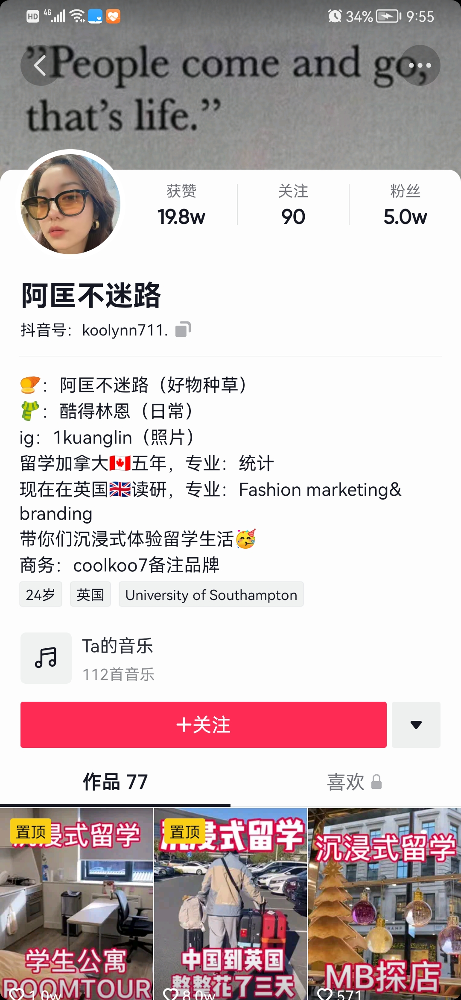 HD 4G 34% 9:55
”People come and go,
that’s life.”
获赞 关注 粉丝
19.8w 90 5.0w
阿匡不迷路
抖音号：koolynn711.
：阿匡不迷路（好物种草）
：酷得林恩（日常）
ig：1kuanglin（照片）
留学加拿大🇨🇦五年，专业：统计
现在在英国🇬🇧读研，专业：Fashion marketing&
branding
带你们沉浸式体验留学生活🥳
商务：coolkoo7备注品牌
24岁 英国 University of Southampton
Ta的音乐
112首音乐
+关注
作品 77 喜欢
置顶 浸式留学
学生公寓
ROOMTOUR
1.0w
置顶 浸式留学
中国到英国
整整花了三天
8.0w
沉浸式留学
MB探店
571